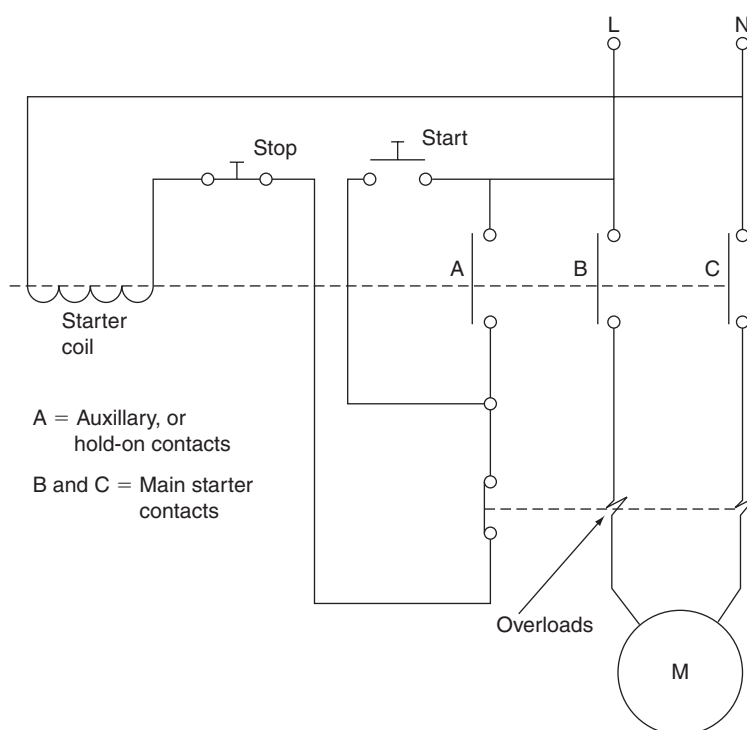 L N
Stop Start
A B C
Starter
coil
A = Auxillary, or
hold-on contacts
B and C = Main starter
contacts
Overloads
M